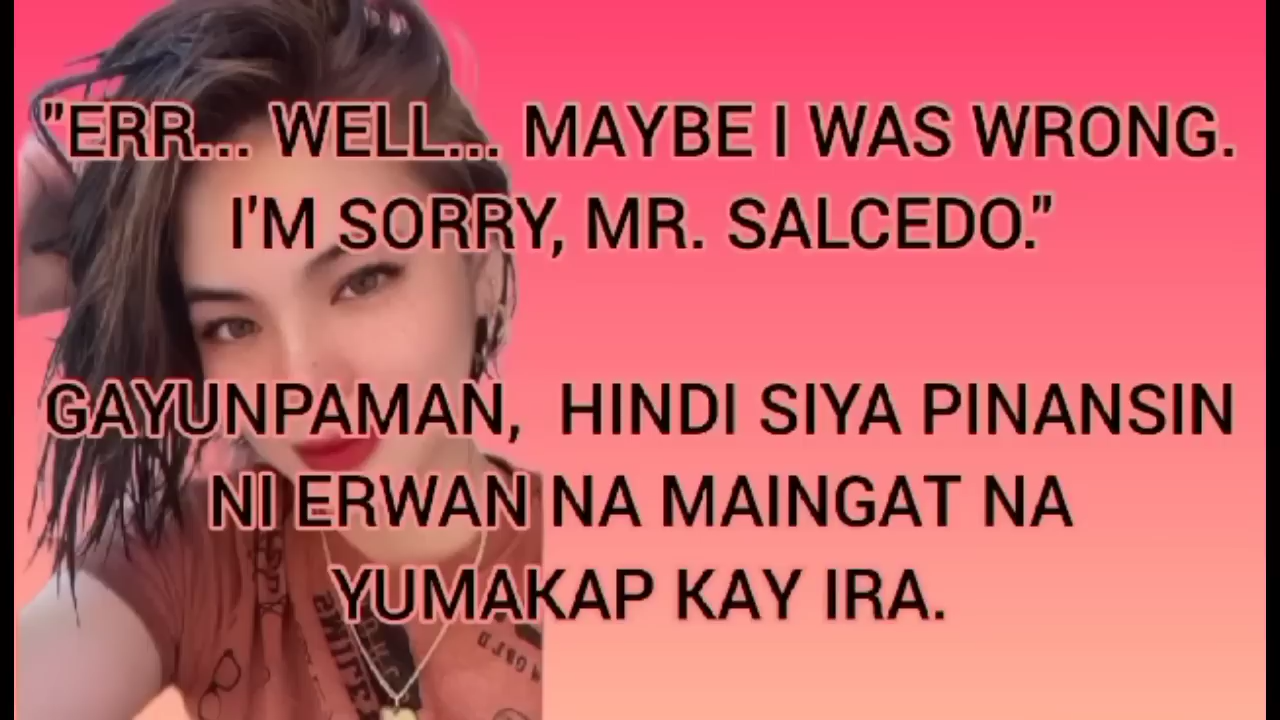 "ERR... WELL... MAYBE I WAS WRONG.
I'M SORRY, MR. SALCEDO."
GAYUNPAMAN, HINDI SIYA PINANSIN
NI ERWAN NA MAINGAT NA
YUMAKAP KAY IRA.